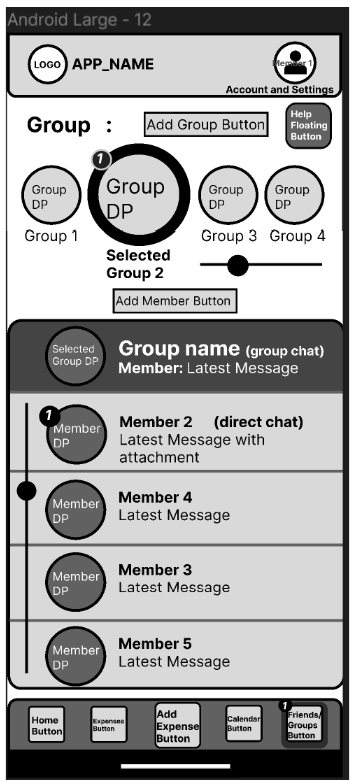 Android Large - 12
LOGO
APP_NAME
Member 1
Account and Settings
Group :
Add Group Button
Help
Floating
Button
1
Group
DP
Group
DP
Group
DP
Group
DP
Group 1
Selected
Group 2
Group 3
Group 4
Add Member Button
Selected
Group DP
Group name (group chat)
Member: Latest Message
1
Member
DP
Member 2 (direct chat)
Latest Message with
attachment
Member
DP
Member 4
Latest Message
Member
DP
Member 3
Latest Message
Member
DP
Member 5
Latest Message
Home
Button
Expenses
Button
Add
Expense
Button
Calendar
Button
1
Friends/
Groups
Button